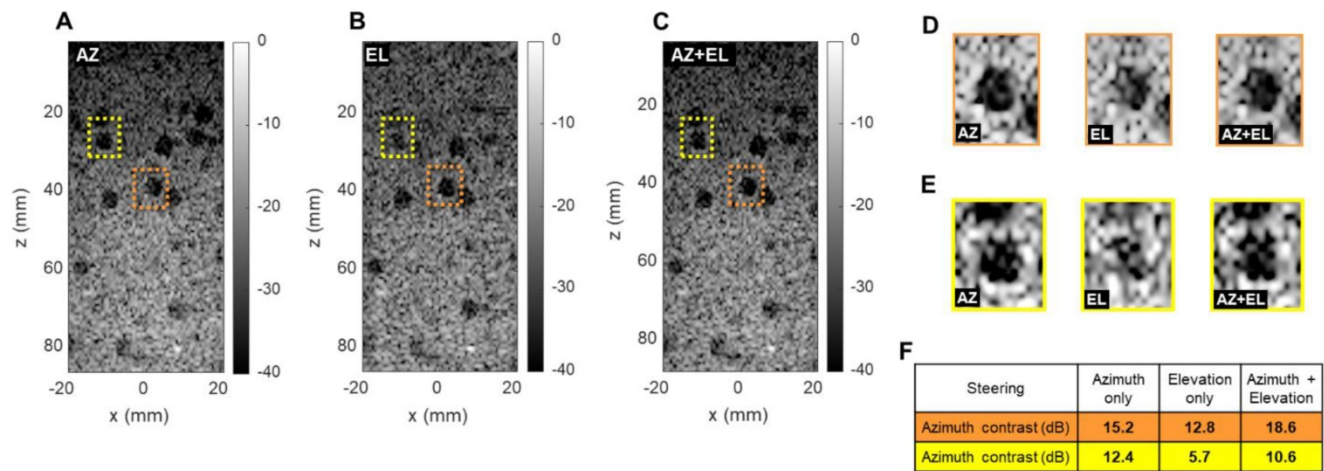 A
AZ
0
-10
-20
-30
-40
20
40
60
80
z (mm)
-20 0 20
x (mm)
B
EL
0
-10
-20
-30
-40
20
40
60
80
z (mm)
-20 0 20
x (mm)
C
AZ+EL
0
-10
-20
-30
-40
20
40
60
80
z (mm)
-20 0 20
x (mm)
D
AZ
EL
AZ+EL
E
AZ
EL
AZ+EL
F
Steering Azimuth only Elevation only Azimuth + Elevation
Azimuth contrast (dB) 15.2 12.8 18.6
Azimuth contrast (dB) 12.4 5.7 10.6